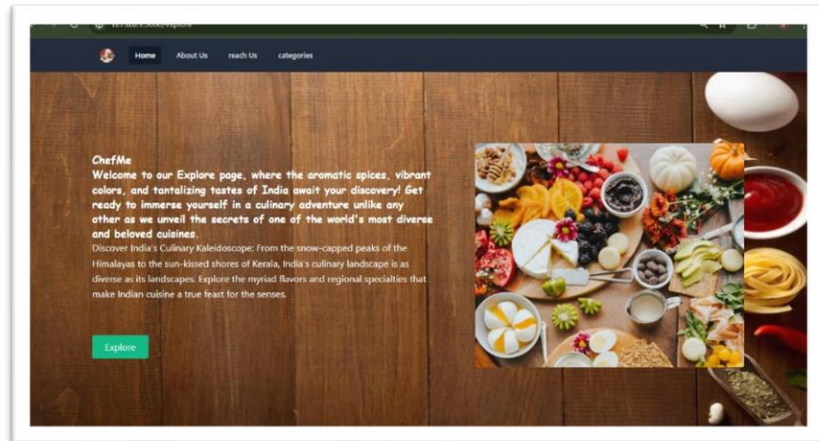 Home About Us reach Us categories
ChefMe
Welcome to our Explore page, where the aromatic spices, vibrant
colors, and tantalizing tastes of India await your discovery! Get
ready to immerse yourself in a culinary adventure unlike any
other as we unveil the secrets of one of the world's most diverse
and beloved cuisines.
Discover India's Culinary Kaleidoscope: From the snow-capped peaks of the
Himalayas to the sun-kissed shores of Kerala, India's culinary landscape is as
diverse as its landscapes. Explore the myriad flavors and regional specialties that
make Indian cuisine a true feast for the senses.
Explore